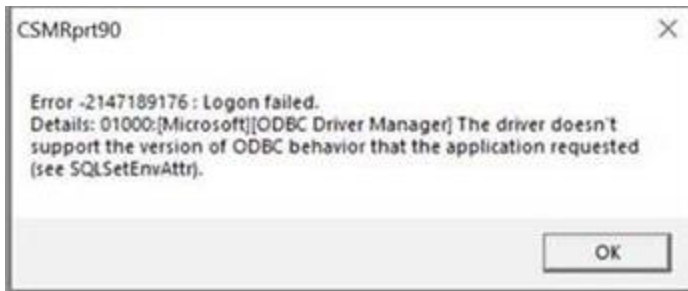 CSMRprt90
Error -2147189176 : Logon failed.
Details: 01000:[Microsoft][ODBC Driver Manager] The driver doesn't
support the version of ODBC behavior that the application requested
(see SQLSetEnvAttr).
OK